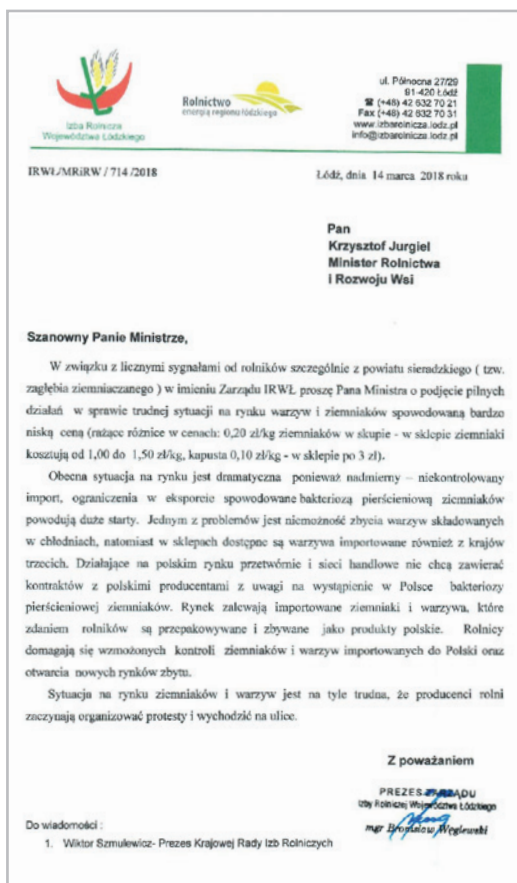 Izba Rolnicza
Województwa Łódzkiego
Rolnictwo
energią regionu łódzkiego
ul. Północna 27/29
91-420 Łódź
☎ (+48) 42 632 70 21
Fax (+48) 42 632 70 31
www.izbarolnicza.lodz.pl
info@izbarolnicza.lodz.pl
IRWŁ/MRiRW / 714 /2018
Łódź, dnia 14 marca 2018 roku
Pan
Krzysztof Jurgiel
Minister Rolnictwa
i Rozwoju Wsi
Szanowny Panie Ministrze,
W związku z licznymi sygnałami od rolników szczególnie z powiatu sieradzkiego ( tzw.
zagłębia ziemniaczanego ) w imieniu Zarządu IRWŁ proszę Pana Ministra o podjęcie pilnych
działań w sprawie trudnej sytuacji na rynku warzyw i ziemniaków spowodowaną bardzo
niską ceną (rażące różnice w cenach: 0,20 zł/kg ziemniaków w skupie - w sklepie ziemniaki
kosztują od 1,00 do 1,50 zł/kg, kapusta 0,10 zł/kg - w sklepie po 3 zł).
Obecna sytuacja na rynku jest dramatyczna ponieważ nadmierny – niekontrolowany
import, ograniczenia w eksporcie spowodowane bakteriozą pierścieniową ziemniaków
powodują duże starty. Jednym z problemów jest niemożność zbycia warzyw składowanych
w chłodniach, natomiast w sklepach dostępne są warzywa importowane również z krajów
trzecich. Działające na polskim rynku przetwórnie i sieci handlowe nie chcą zawierać
kontraktów z polskimi producentami z uwagi na wystąpienie w Polsce bakteriozy
pierścieniowej ziemniaków. Rynek zalewają importowane ziemniaki i warzywa, które
zdaniem rolników są przepakowywane i zbywane jako produkty polskie. Rolnicy
domagają się wzmożonych kontroli ziemniaków i warzyw importowanych do Polski oraz
otwarcia nowych rynków zbytu.
Sytuacja na rynku ziemniaków i warzyw jest na tyle trudna, że producenci rolni
zaczynają organizować protesty i wychodzić na ulice.
Z poważaniem
PREZES ZARZĄDU
Izby Rolniczej Województwa Łódzkiego
mgr Bronisław Węglewski
Do wiadomości :
1. Wiktor Szmulewicz- Prezes Krajowej Rady Izb Rolniczych